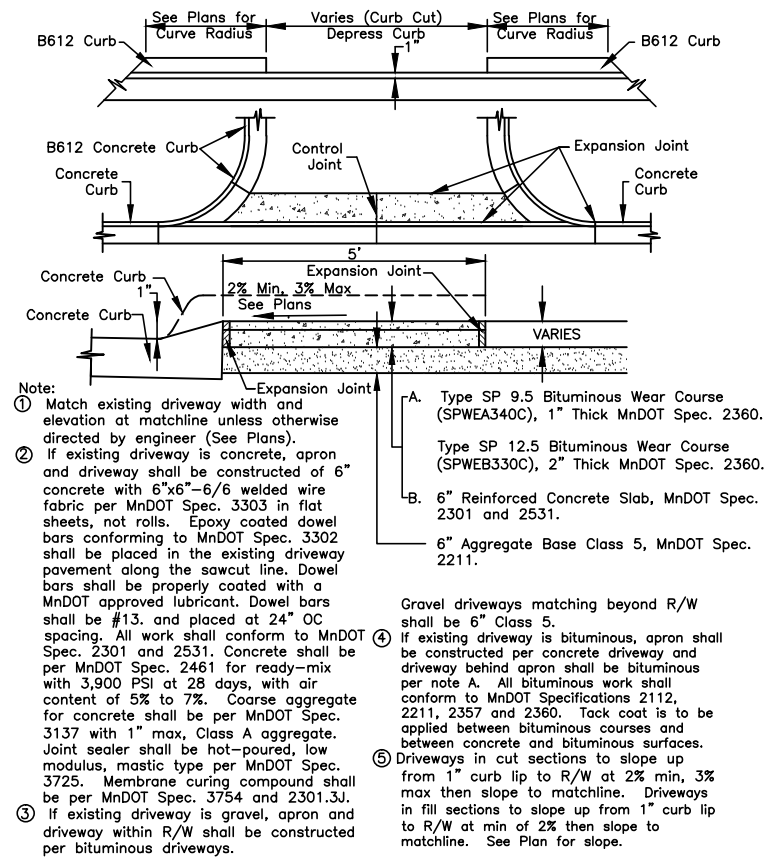 See Plans for
Curve Radius
Varies (Curb Cut)
Depress Curb
See Plans for
Curve Radius
B612 Curb
1"
B612 Curb
B612 Concrete Curb
Control
Joint
Expansion Joint
Concrete
Curb
Concrete
Curb
5'
Concrete Curb
1"
Expansion Joint
2% Min, 3% Max
See Plans
Concrete Curb
VARIES
Expansion Joint
Note:
① Match existing driveway width and
elevation at matchline unless otherwise
directed by engineer (See Plans).
② If existing driveway is concrete, apron
and driveway shall be constructed of 6"
concrete with 6"x6"-6/6 welded wire
fabric per MnDOT Spec. 3303 in flat
sheets, not rolls. Epoxy coated dowel
bars conforming to MnDOT Spec. 3302
shall be placed in the existing driveway
pavement along the sawcut line. Dowel
bars shall be properly coated with a
MnDOT approved lubricant. Dowel bars
shall be #13. and placed at 24" OC
spacing. All work shall conform to MnDOT
Spec. 2301 and 2531. Concrete shall be
per MnDOT Spec. 2461 for ready-mix
with 3,900 PSI at 28 days, with air
content of 5% to 7%. Coarse aggregate
for concrete shall be per MnDOT Spec.
3137 with 1" max, Class A aggregate.
Joint sealer shall be hot-poured, low
modulus, mastic type per MnDOT Spec.
3725. Membrane curing compound shall
be per MnDOT Spec. 3754 and 2301.3J.
③ If existing driveway is gravel, apron and
driveway within R/W shall be constructed
per bituminous driveways.
A. Type SP 9.5 Bituminous Wear Course
(SPWEA340C), 1" Thick MnDOT Spec. 2360.
Type SP 12.5 Bituminous Wear Course
(SPWEB330C), 2" Thick MnDOT Spec. 2360.
B. 6" Reinforced Concrete Slab, MnDOT Spec.
2301 and 2531.
6" Aggregate Base Class 5, MnDOT Spec.
2211.
Gravel driveways matching beyond R/W
shall be 6" Class 5.
④ If existing driveway is bituminous, apron shall
be constructed per concrete driveway and
driveway behind apron shall be bituminous
per note A. All bituminous work shall
conform to MnDOT Specifications 2112,
2211, 2357 and 2360. Tack coat is to be
applied between bituminous courses and
between concrete and bituminous surfaces.
⑤ Driveways in cut sections to slope up
from 1" curb lip to R/W at 2% min, 3%
max then slope to matchline. Driveways
in fill sections to slope up from 1" curb lip
to R/W at min of 2% then slope to
matchline. See Plan for slope.